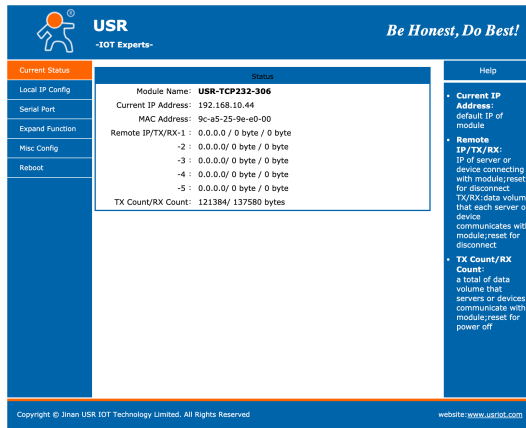 USR
-IOT Experts-
Be Honest, Do Best!
Current Status
Local IP Config
Serial Port
Expand Function
Misc Config
Reboot
Status
Module Name: USR-TCP232-306
Current IP Address: 192.168.10.44
MAC Address: 9c-a5-25-9e-e0-00
Remote IP/TX/RX-1 : 0.0.0.0 / 0 byte / 0 byte
-2 : 0.0.0.0/ 0 byte / 0 byte
-3 : 0.0.0.0/ 0 byte / 0 byte
-4 : 0.0.0.0/ 0 byte / 0 byte
-5 : 0.0.0.0/ 0 byte / 0 byte
TX Count/RX Count: 121384/ 137580 bytes
Help
• Current IP
Address:
default IP of
module
• Remote
IP/TX/RX:
IP of server or
device connecting
with module;reset
for disconnect
TX/RX:data volum
that each server o
device
communicates wit
module;reset for
disconnect
• TX Count/RX
Count:
a total of data
volume that
servers or devices
communicate with
module;reset for
power off
Copyright © Jinan USR IOT Technology Limited. All Rights Reserved
website:www.usriot.com